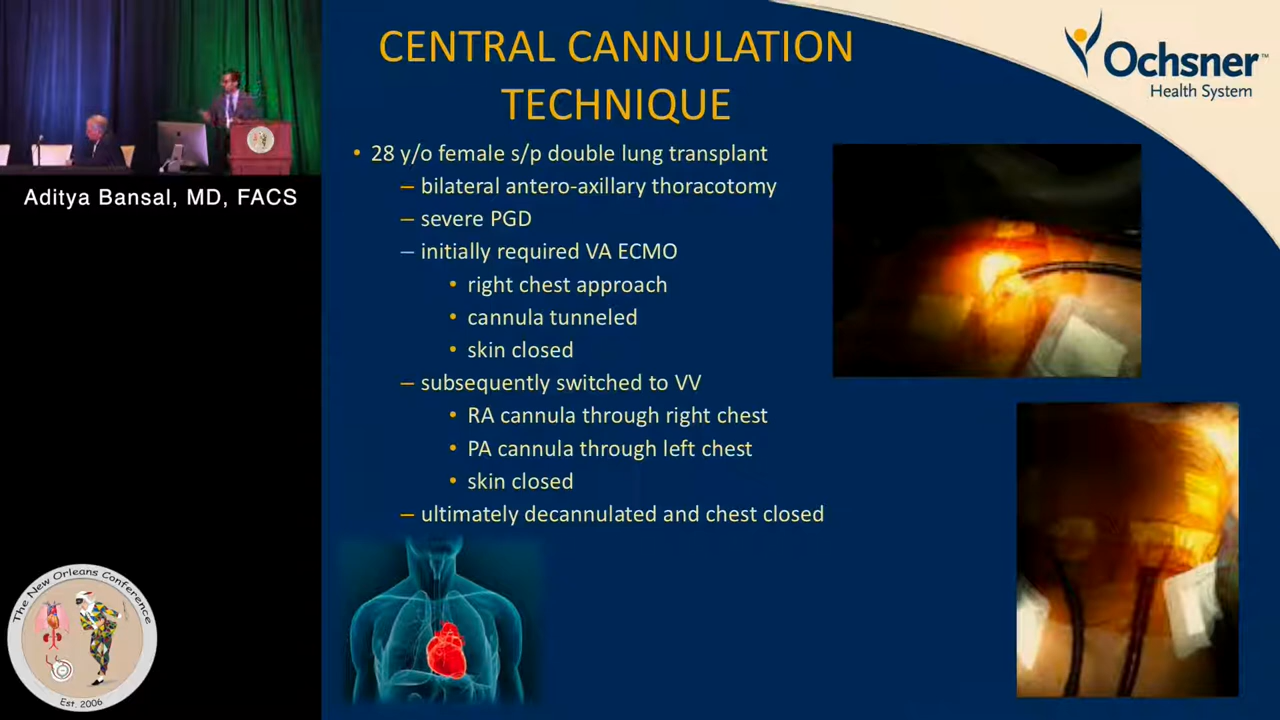 CENTRAL CANNULATION
TECHNIQUE
Ochsner™
Health System
• 28 y/o female s/p double lung transplant
– bilateral antero-axillary thoracotomy
– severe PGD
– initially required VA ECMO
• right chest approach
• cannula tunneled
• skin closed
– subsequently switched to VV
• RA cannula through right chest
• PA cannula through left chest
• skin closed
– ultimately decannulated and chest closed
Aditya Bansal, MD, FACS
The New Orleans Conference
Est. 2006